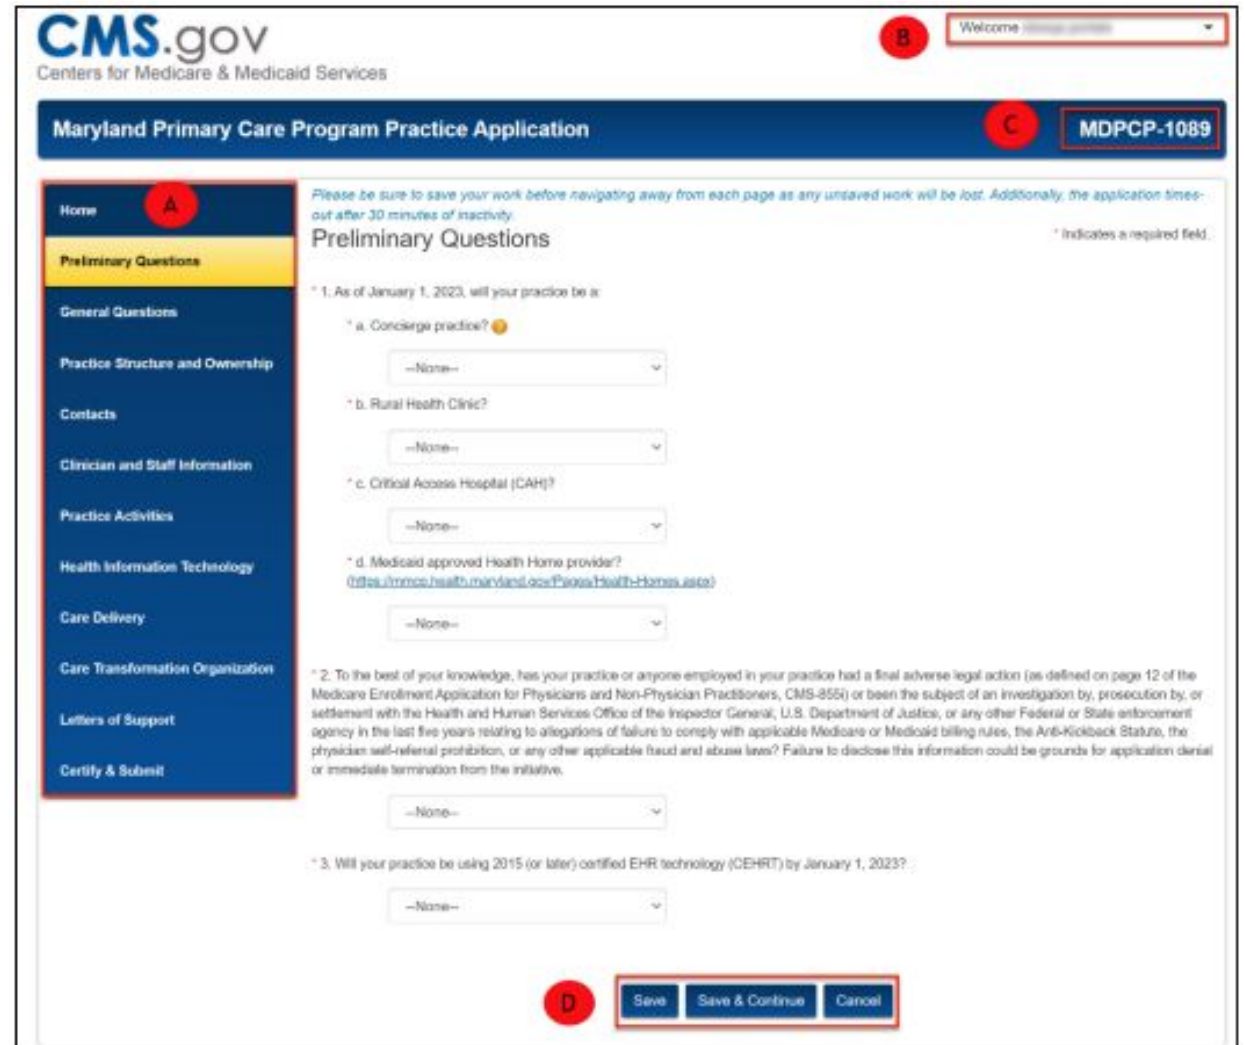 CMS.gov
Centers for Medicare & Medicaid Services
B
Welcome
Maryland Primary Care Program Practice Application
C
MDPCP-1089
A
Home
Preliminary Questions
General Questions
Practice Structure and Ownership
Contacts
Clinician and Staff Information
Practice Activities
Health Information Technology
Care Delivery
Care Transformation Organization
Letters of Support
Certify & Submit
Please be sure to save your work before navigating away from each page as any unsaved work will be lost. Additionally, the application times-
out after 30 minutes of inactivity.
Preliminary Questions
* Indicates a required field.
* 1. As of January 1, 2023, will your practice be a:
* a. Concierge practice? ?
--None--
* b. Rural Health Clinic?
--None--
* c. Critical Access Hospital (CAH)?
--None--
* d. Medicaid approved Health Home provider?
(https://mmcp.health.maryland.gov/Pages/Health-Homes.aspx)
--None--
* 2. To the best of your knowledge, has your practice or anyone employed in your practice had a final adverse legal action (as defined on page 12 of the
Medicare Enrollment Application for Physicians and Non-Physician Practitioners, CMS-855i) or been the subject of an investigation by, prosecution by, or
settlement with the Health and Human Services Office of the Inspector General, U.S. Department of Justice, or any other Federal or State enforcement
agency in the last five years relating to allegations of failure to comply with applicable Medicare or Medicaid billing rules, the Anti-Kickback Statute, the
physician self-referral prohibition, or any other applicable fraud and abuse laws? Failure to disclose this information could be grounds for application denial
or immediate termination from the initiative.
--None--
* 3. Will your practice be using 2015 (or later) certified EHR technology (CEHRT) by January 1, 2023?
--None--
D
Save
Save & Continue
Cancel